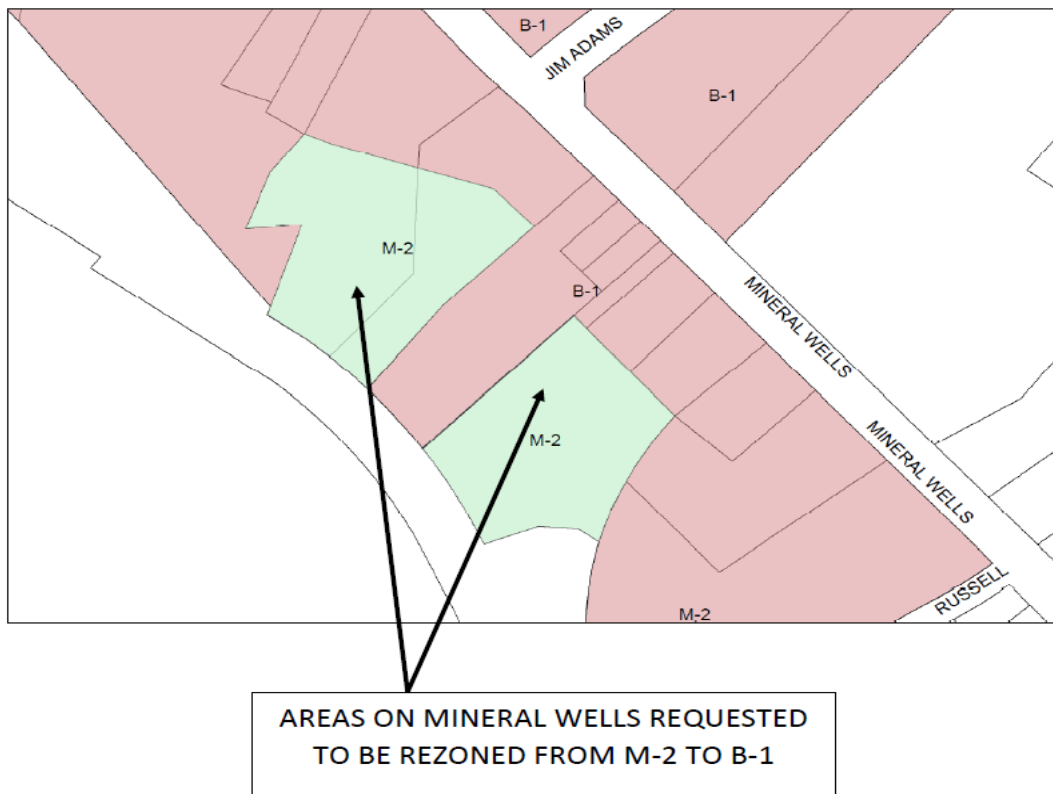 B-1
JIM ADAMS
B-1
M-2
MINERAL WELLS
B-1
MINERAL WELLS
M-2
RUSSELL
M-2
AREAS ON MINERAL WELLS REQUESTED
TO BE REZONED FROM M-2 TO B-1